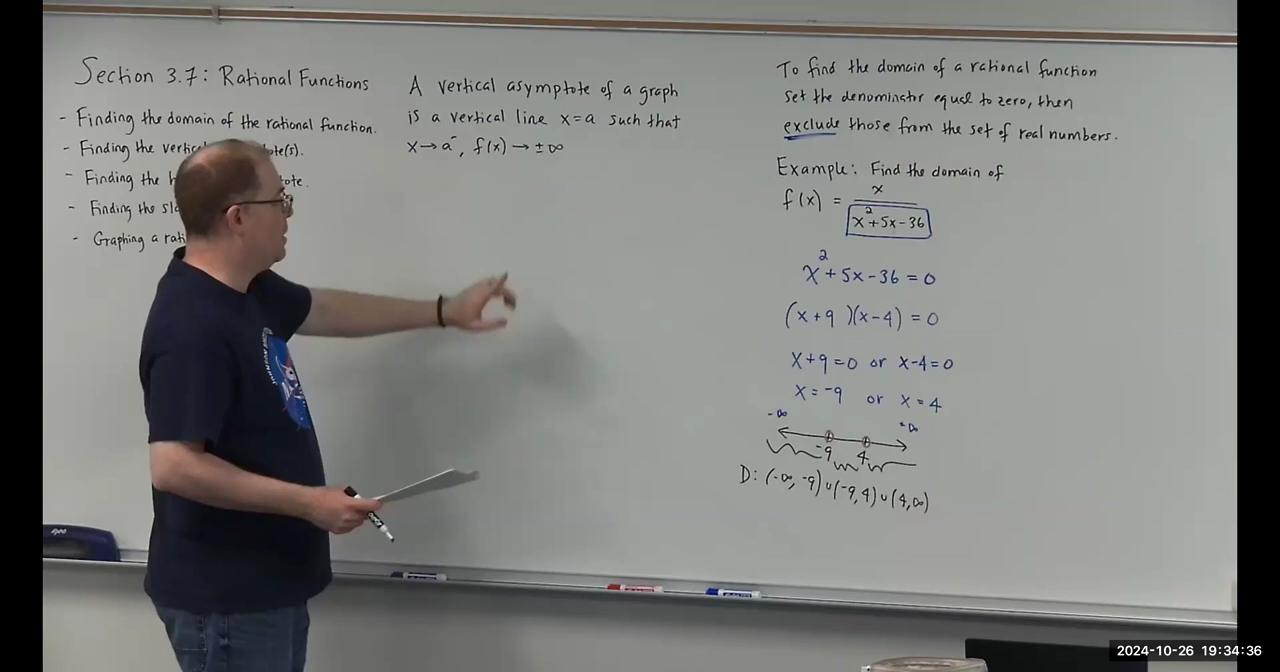 Section 3.7: Rational Functions
- Finding the domain of the rational function.
- Finding the
- Finding the
- Finding the
- Graphing a
A vertical asymptote of a graph
is a vertical line x=a such that
x→a⁻, f(x)→±∞
To find the domain of a rational function
set the denominator equal to zero, then
exclude those from the set of real numbers.
Example: Find the domain of
f(x) = x / x²+5x-36
x²+5x-36=0
(x+9)(x-4)=0
x+9=0 or x-4=0
x=-9 or x=4
-∞ ∞
-9 4
D: (-∞,-9)∪(-9,4)∪(4,∞)
expo
2024-10-26 19:34:36